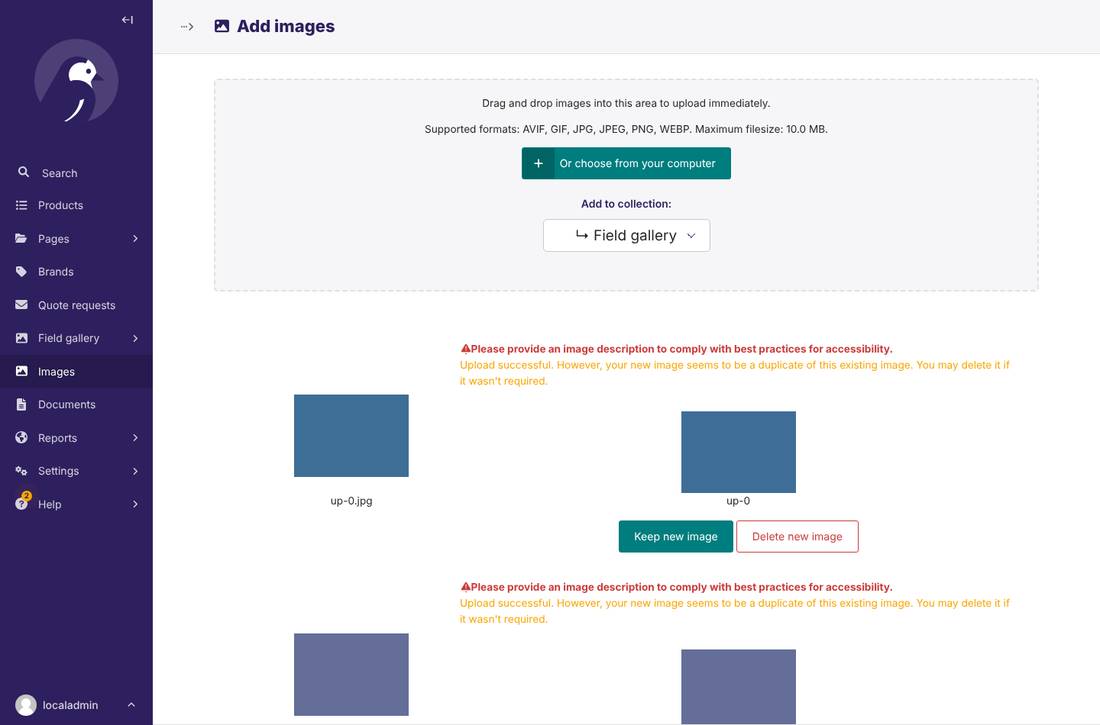 Add images
Search
Products
Pages
Brands
Quote requests
Field gallery
Images
Documents
Reports
Settings
2
Help
localadmin
Drag and drop images into this area to upload immediately.
Supported formats: AVIF, GIF, JPG, JPEG, PNG, WEBP. Maximum filesize: 10.0 MB.
Or choose from your computer
Add to collection:
↳ Field gallery
Please provide an image description to comply with best practices for accessibility.
Upload successful. However, your new image seems to be a duplicate of this existing image. You may delete it if
it wasn't required.
up-0.jpg
up-0
Keep new image
Delete new image
Please provide an image description to comply with best practices for accessibility.
Upload successful. However, your new image seems to be a duplicate of this existing image. You may delete it if
it wasn't required.